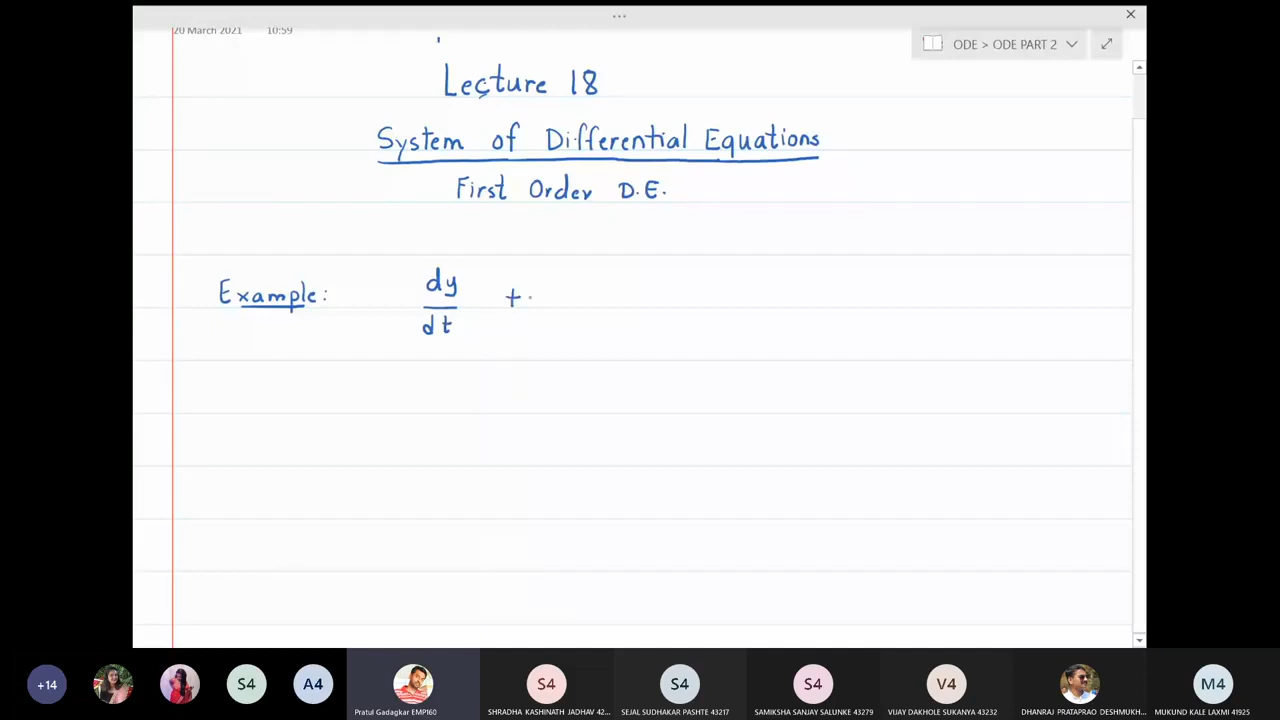 ...
20 March 2021 10:59
ODE > ODE PART 2
Lecture 18
System of Differential Equations
First Order D.E.
Example: dy/dt +
+14
S4
A4
S4
S4
S4
V4
M4
Pratul Gadagkar EMP160
SHRADHA KASHINATH JADHAV 42...
SEJAL SUDHAKAR PASHTE 43217
SAMIKSHA SANJAY SALUNKE 43279
VIJAY DAKHOLE SUKANYA 43232
DHANRAJ PRATAPRAO DESHMUKH...
MUKUND KALE LAXMI 41925